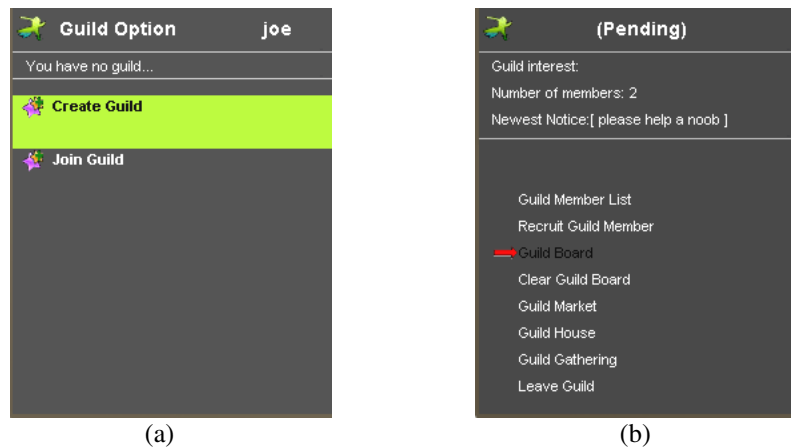 Guild Option joe
You have no guild...
Create Guild
Join Guild
(a)
(Pending)
Guild interest:
Number of members: 2
Newest Notice:[ please help a noob ]
Guild Member List
Recruit Guild Member
Guild Board
Clear Guild Board
Guild Market
Guild House
Guild Gathering
Leave Guild
(b)